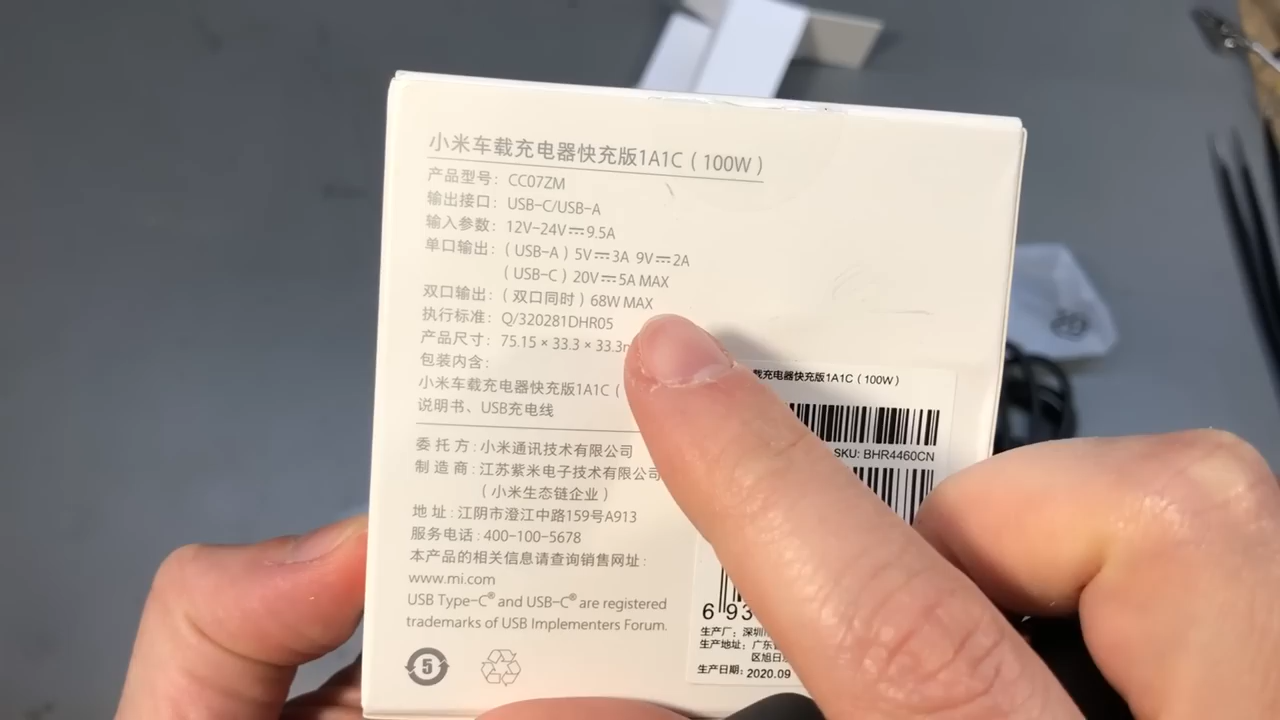 小米车载充电器快充版1A1C（100W）
产品型号：CC07ZM
输出接口：USB-C/USB-A
输入参数：12V-24V⎓9.5A
单口输出：（USB-A）5V⎓3A 9V⎓2A
（USB-C）20V⎓5A MAX
双口输出：（双口同时）68W MAX
执行标准：Q/320281DHR05
产品尺寸：75.15 × 33.3 × 33.3
包装内含：
小米车载充电器快充版1A1C（
说明书、USB充电线
委托方：小米通讯技术有限公司
制造商：江苏紫米电子技术有限公司
（小米生态链企业）
地址：江阴市澄江中路159号A913
服务电话：400-100-5678
本产品的相关信息请查询销售网址：
www.mi.com
USB Type-C® and USB-C® are registered
trademarks of USB Implementers Forum.
5
载充电器快充版1A1C（100W）
SKU: BHR4460CN
6 93
生产厂：深圳
生产地址：广东
区旭日
生产日期：2020.09